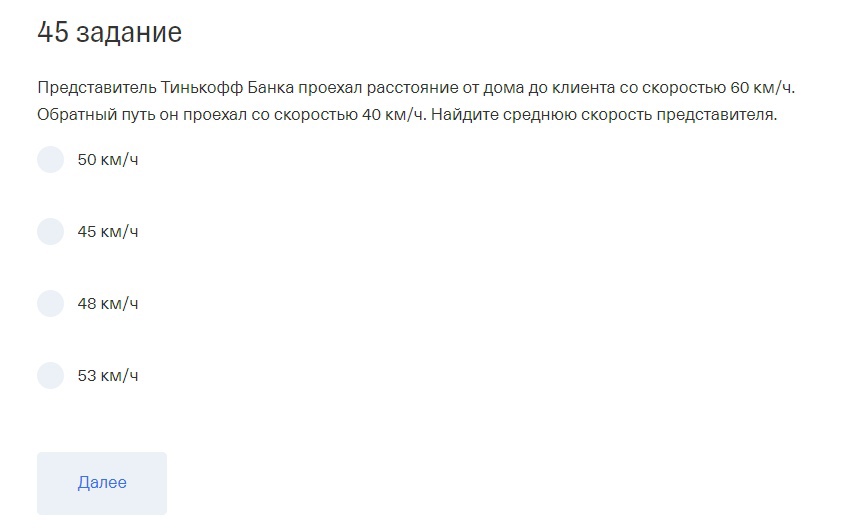 45 задание
Представитель Тинькофф Банка проехал расстояние от дома до клиента со скоростью 60 км/ч.
Обратный путь он проехал со скоростью 40 км/ч. Найдите среднюю скорость представителя.
50 км/ч
45 км/ч
48 км/ч
53 км/ч
Далее